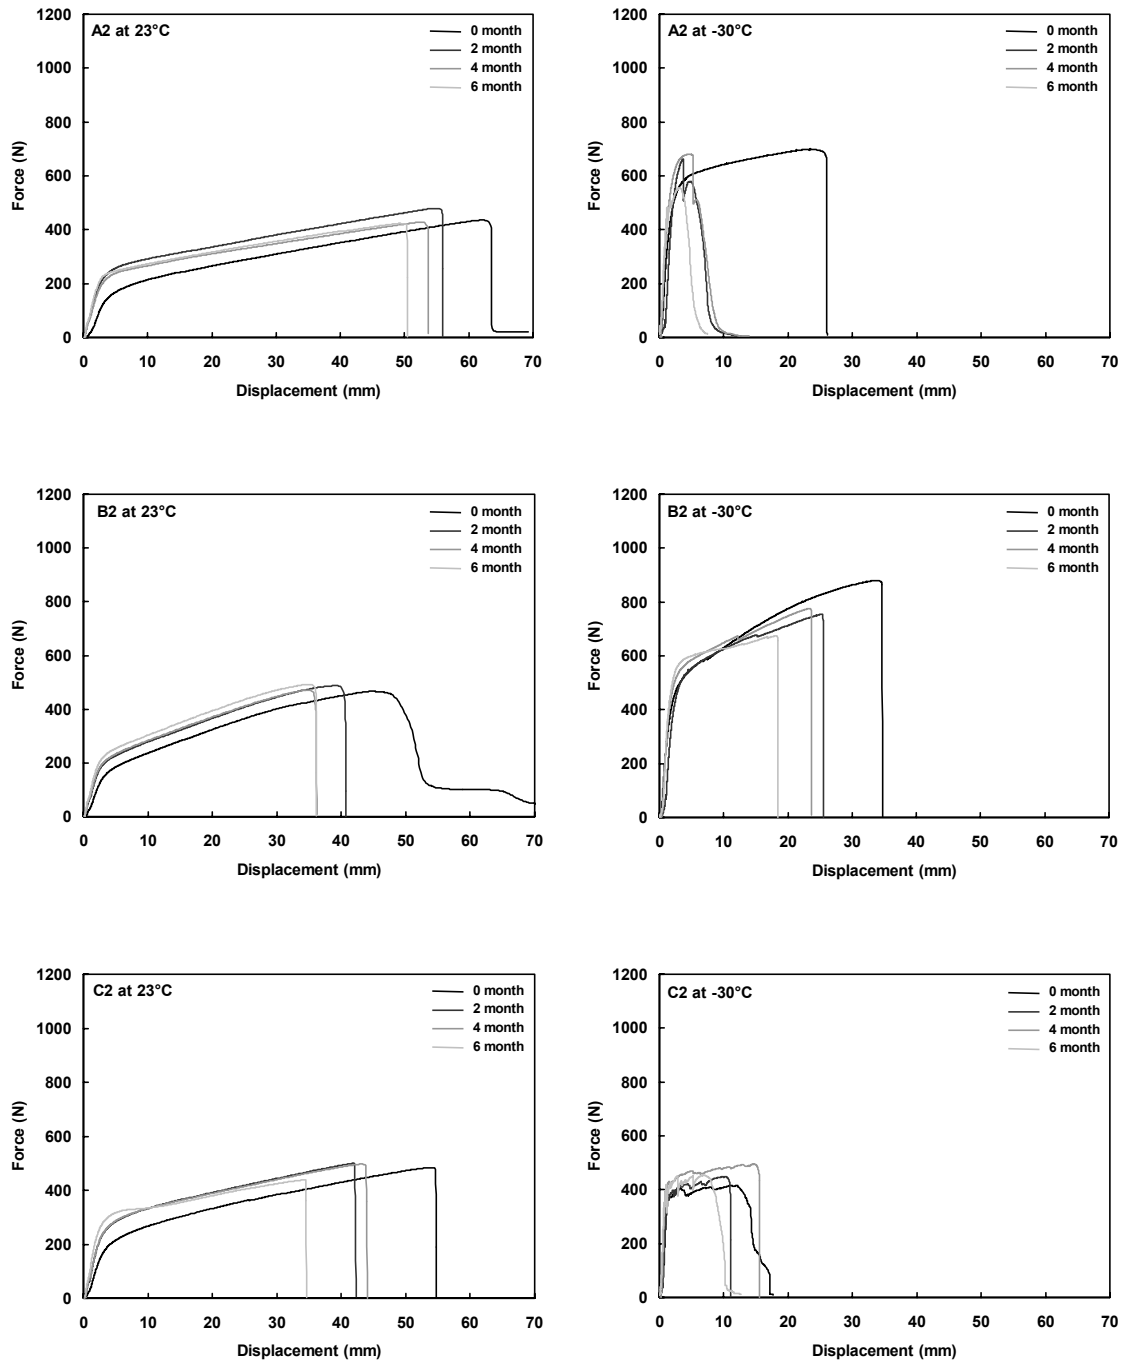 A2 at 23°C
0 month
2 month
4 month
6 month
1200
1000
800
600
400
200
0
Force (N)
0 10 20 30 40 50 60 70
Displacement (mm)
A2 at -30°C
0 month
2 month
4 month
6 month
1200
1000
800
600
400
200
0
Force (N)
0 10 20 30 40 50 60 70
Displacement (mm)
B2 at 23°C
0 month
2 month
4 month
6 month
1200
1000
800
600
400
200
0
Force (N)
0 10 20 30 40 50 60 70
Displacement (mm)
B2 at -30°C
0 month
2 month
4 month
6 month
1200
1000
800
600
400
200
0
Force (N)
0 10 20 30 40 50 60 70
Displacement (mm)
C2 at 23°C
0 month
2 month
4 month
6 month
1200
1000
800
600
400
200
0
Force (N)
0 10 20 30 40 50 60 70
Displacement (mm)
C2 at -30°C
0 month
2 month
4 month
6 month
1200
1000
800
600
400
200
0
Force (N)
0 10 20 30 40 50 60 70
Displacement (mm)